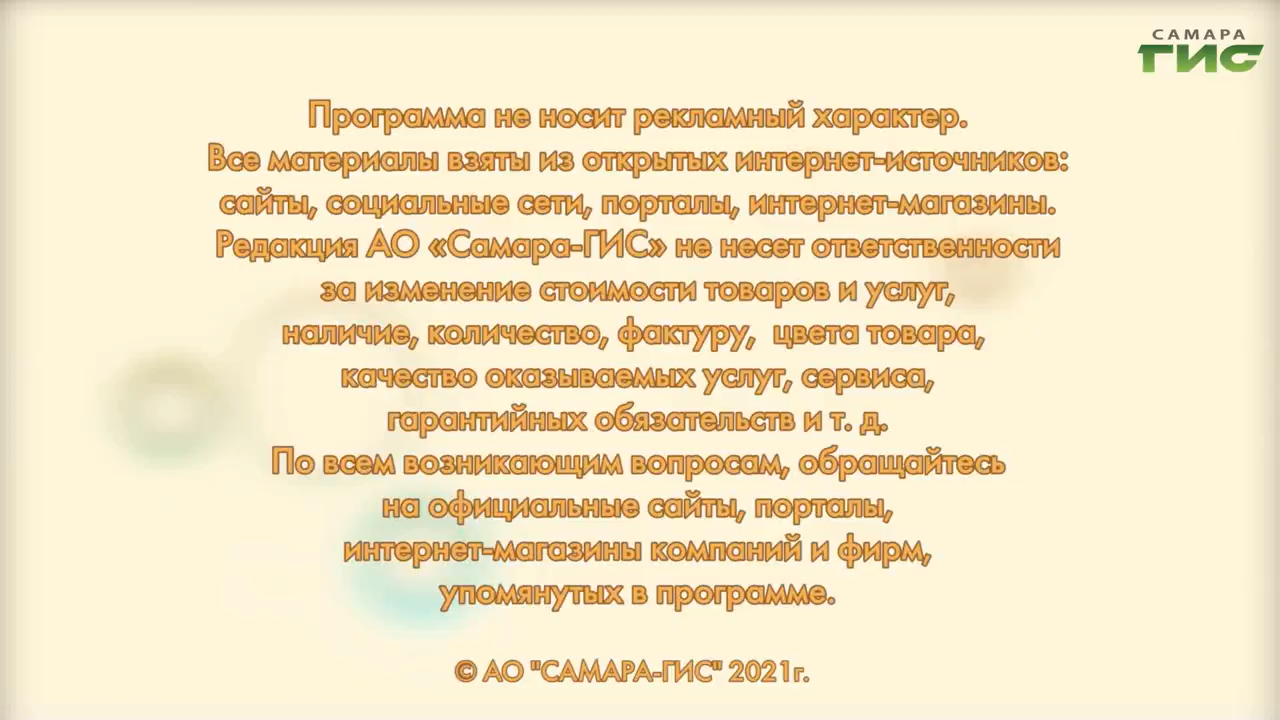 САМАРА
ГИС
Программа не носит рекламный характер.
Все материалы взяты из открытых интернет-источников:
сайты, социальные сети, порталы, интернет-магазины.
Редакция АО «Самара-ГИС» не несет ответственности
за изменение стоимости товаров и услуг,
наличие, количество, фактуру, цвета товара,
качество оказываемых услуг, сервиса,
гарантийных обязательств и т. д.
По всем возникающим вопросам, обращайтесь
на официальные сайты, порталы,
интернет-магазины компаний и фирм,
упомянутых в программе.
© АО "САМАРА-ГИС" 2021г.